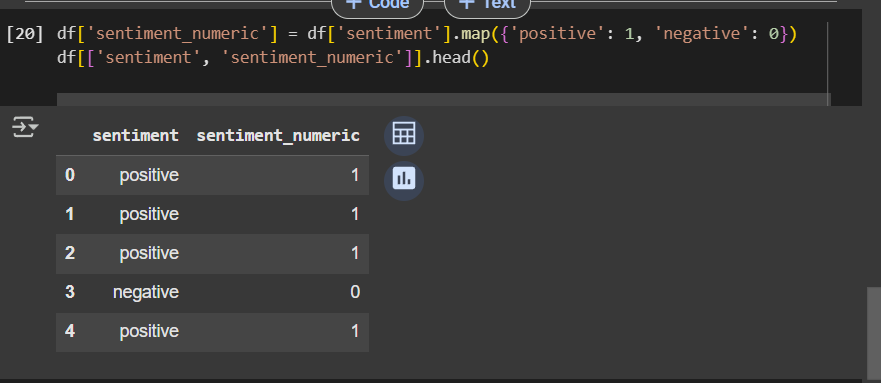 + Code + Text
[20] df['sentiment_numeric'] = df['sentiment'].map({'positive': 1, 'negative': 0})
df[['sentiment', 'sentiment_numeric']].head()
sentiment sentiment_numeric
0 positive 1
1 positive 1
2 positive 1
3 negative 0
4 positive 1